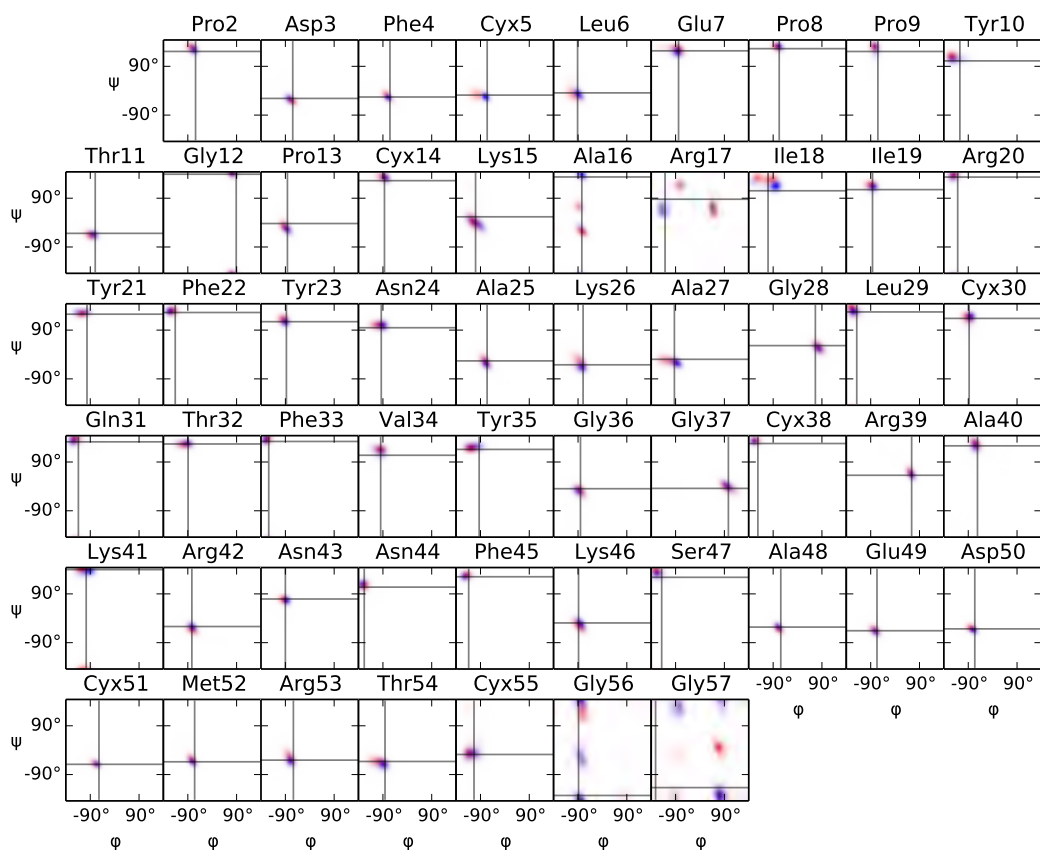 Pro2 Asp3 Phe4 Cyx5 Leu6 Glu7 Pro8 Pro9 Tyr10
90°
ψ
-90°
Thr11 Gly12 Pro13 Cyx14 Lys15 Ala16 Arg17 Ile18 Ile19 Arg20
90°
ψ
-90°
Tyr21 Phe22 Tyr23 Asn24 Ala25 Lys26 Ala27 Gly28 Leu29 Cyx30
90°
ψ
-90°
Gln31 Thr32 Phe33 Val34 Tyr35 Gly36 Gly37 Cyx38 Arg39 Ala40
90°
ψ
-90°
Lys41 Arg42 Asn43 Asn44 Phe45 Lys46 Ser47 Ala48 Glu49 Asp50
90°
ψ
-90°
-90° 90° -90° 90° -90° 90°
Cyx51 Met52 Arg53 Thr54 Cyx55 Gly56 Gly57
φ φ φ
90°
ψ
-90°
-90° 90° -90° 90° -90° 90° -90° 90° -90° 90° -90° 90° -90° 90°
φ φ φ φ φ φ φ